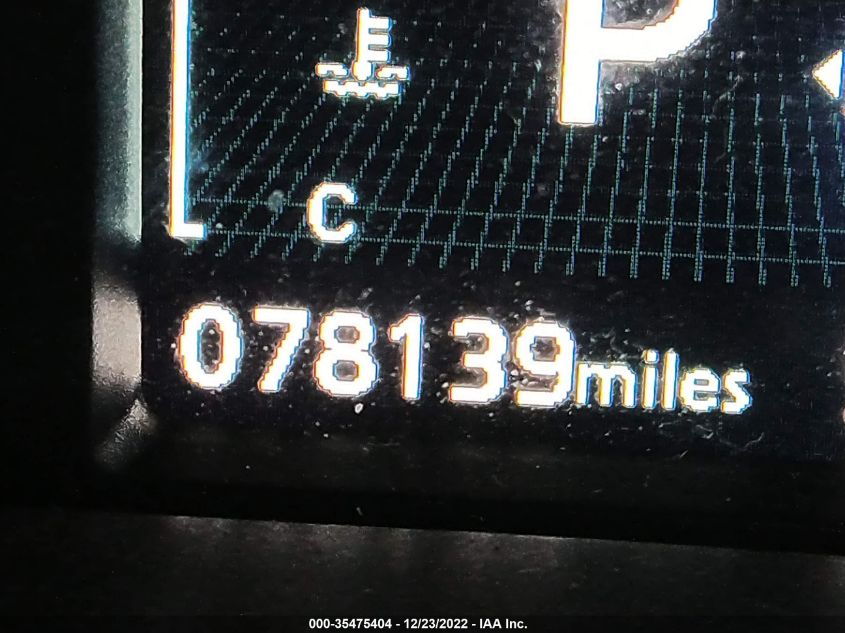 P
C
078139miles
000-35475404 - 12/23/2022 - IAA Inc.